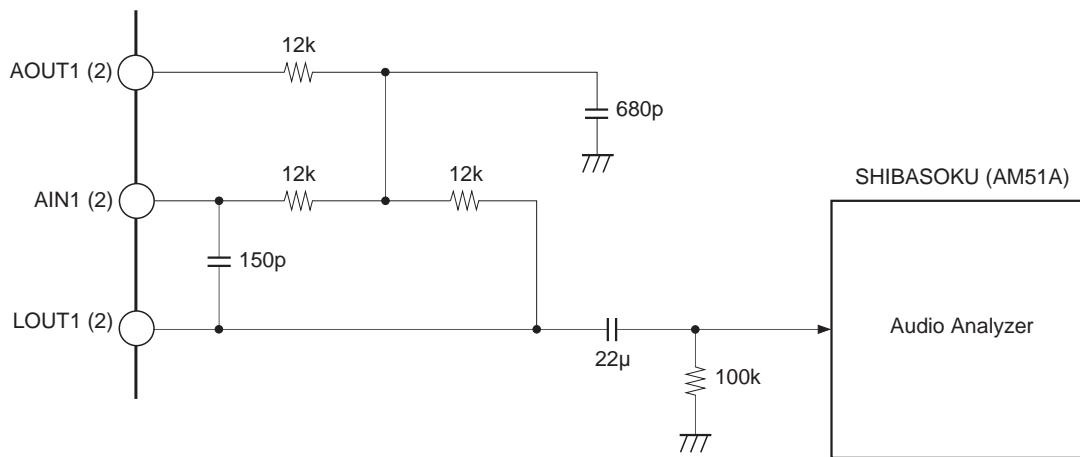 AOUT1 (2)
12k
680p
AIN1 (2)
12k
12k
SHIBASOKU (AM51A)
150p
LOUT1 (2)
22µ
100k
Audio Analyzer